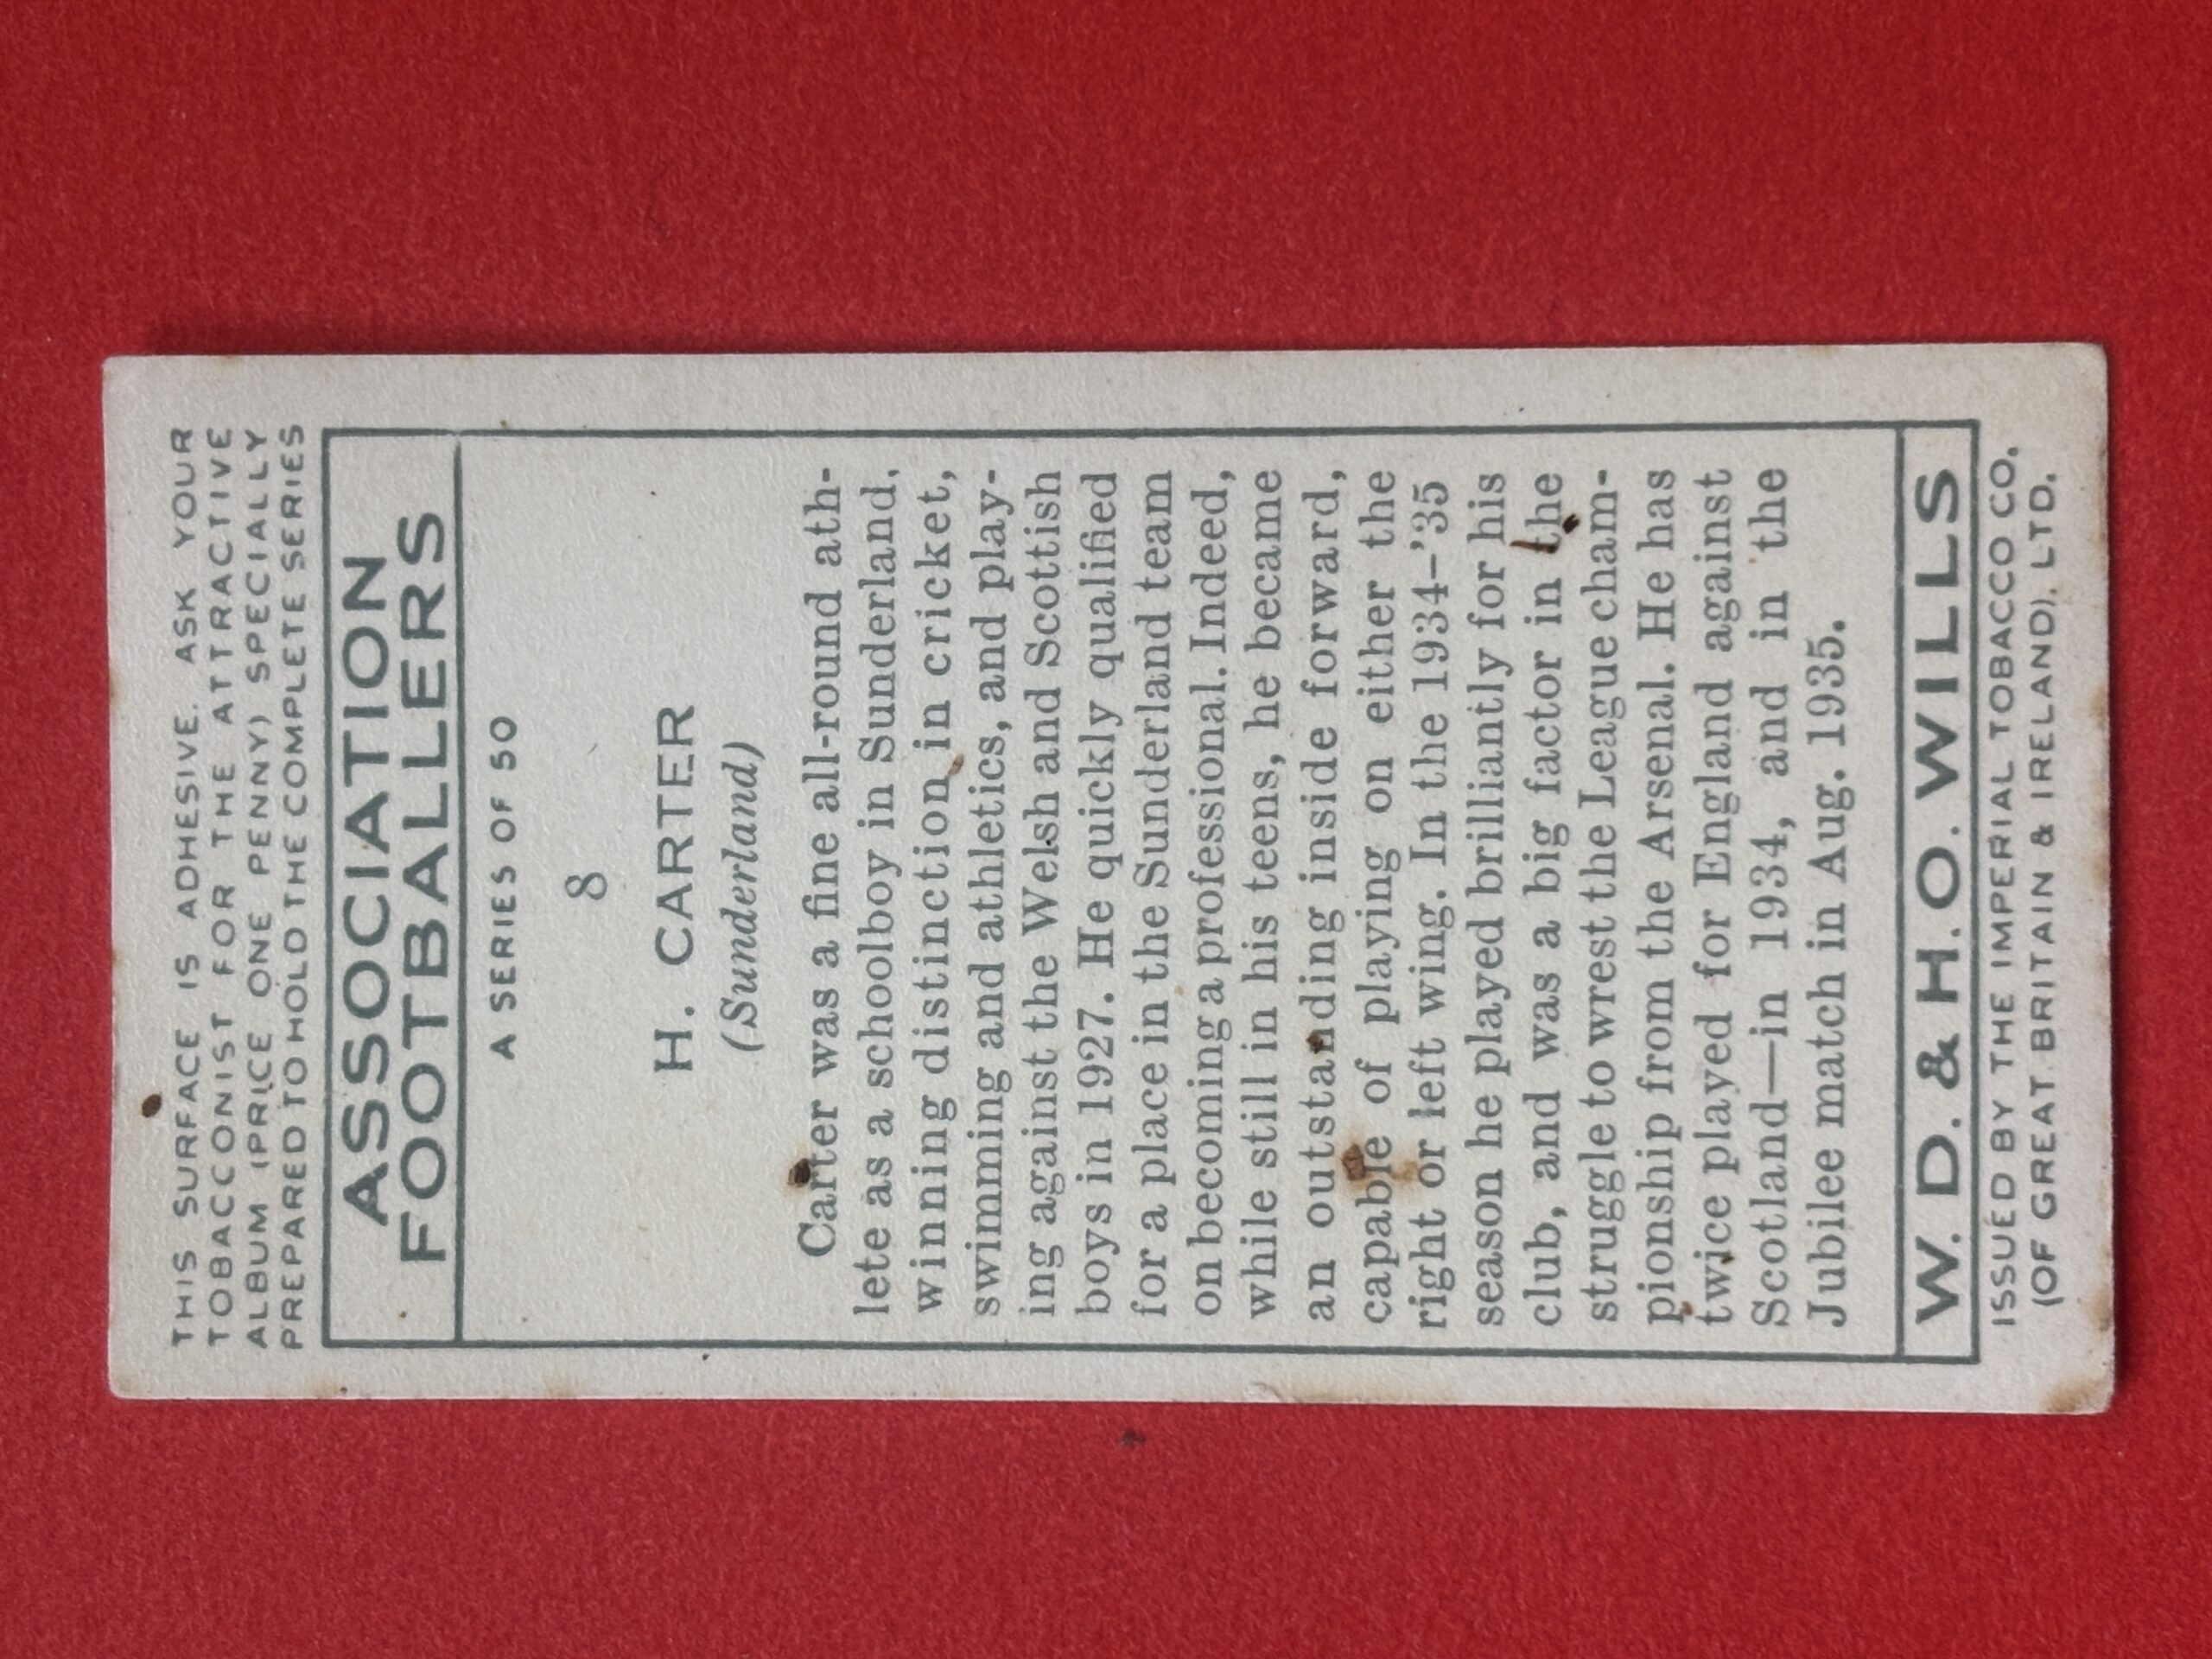 THIS SURFACE IS ADHESIVE. ASK YOUR
TOBACCONIST FOR THE ATTRACTIVE
ALBUM (PRICE ONE PENNY) SPECIALLY
PREPARED TO HOLD THE COMPLETE SERIES
ASSOCIATION
FOOTBALLERS
A SERIES OF 50
8
H. CARTER
(Sunderland)
Carter was a fine all-round ath-
lete as a schoolboy in Sunderland,
winning distinction in cricket,
swimming and athletics, and play-
ing against the Welsh and Scottish
boys in 1927. He quickly qualified
for a place in the Sunderland team
on becoming a professional. Indeed,
while still in his teens, he became
an outstanding inside forward,
capable of playing on either the
right or left wing. In the 1934–'35
season he played brilliantly for his
club, and was a big factor in the
struggle to wrest the League cham-
pionship from the Arsenal. He has
twice played for England against
Scotland—in 1934, and in the
Jubilee match in Aug. 1935.
W. D. & H. O. WILLS
ISSUED BY THE IMPERIAL TOBACCO CO.
(OF GREAT BRITAIN & IRELAND), LTD.